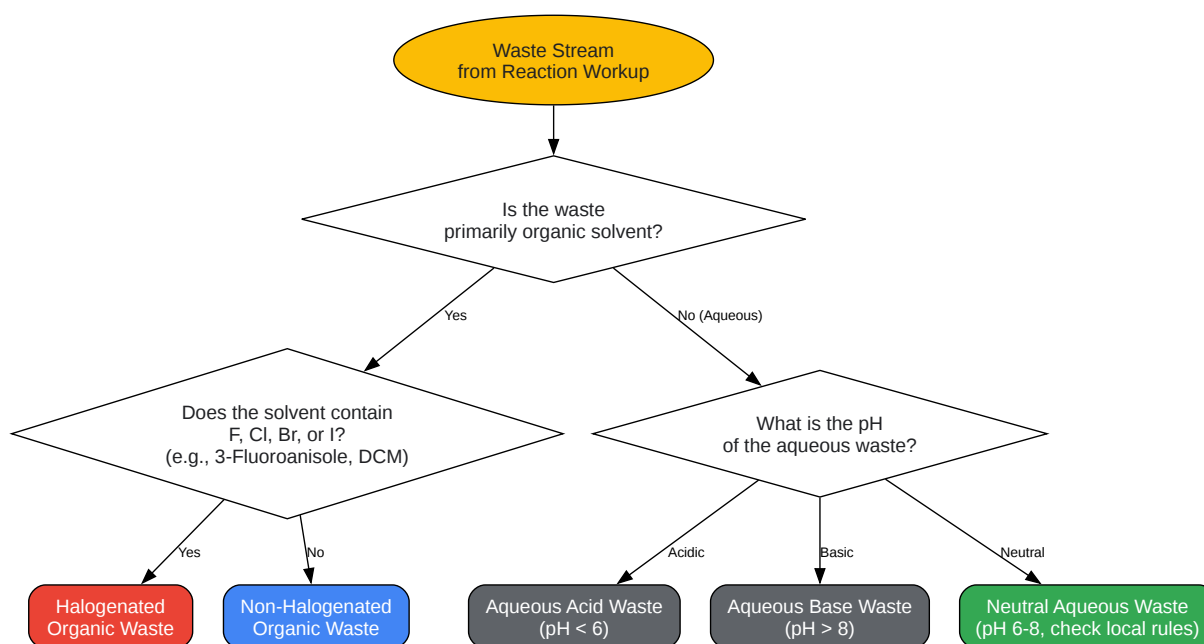 Waste Stream
from Reaction Workup
Is the waste
primarily organic solvent?
Yes
No (Aqueous)
Does the solvent contain
F, Cl, Br, or I?
(e.g., 3-Fluoroanisole, DCM)
What is the pH
of the aqueous waste?
Yes
No
Acidic
Basic
Neutral
Halogenated
Organic Waste
Non-Halogenated
Organic Waste
Aqueous Acid Waste
(pH < 6)
Aqueous Base Waste
(pH > 8)
Neutral Aqueous Waste
(pH 6-8, check local rules)